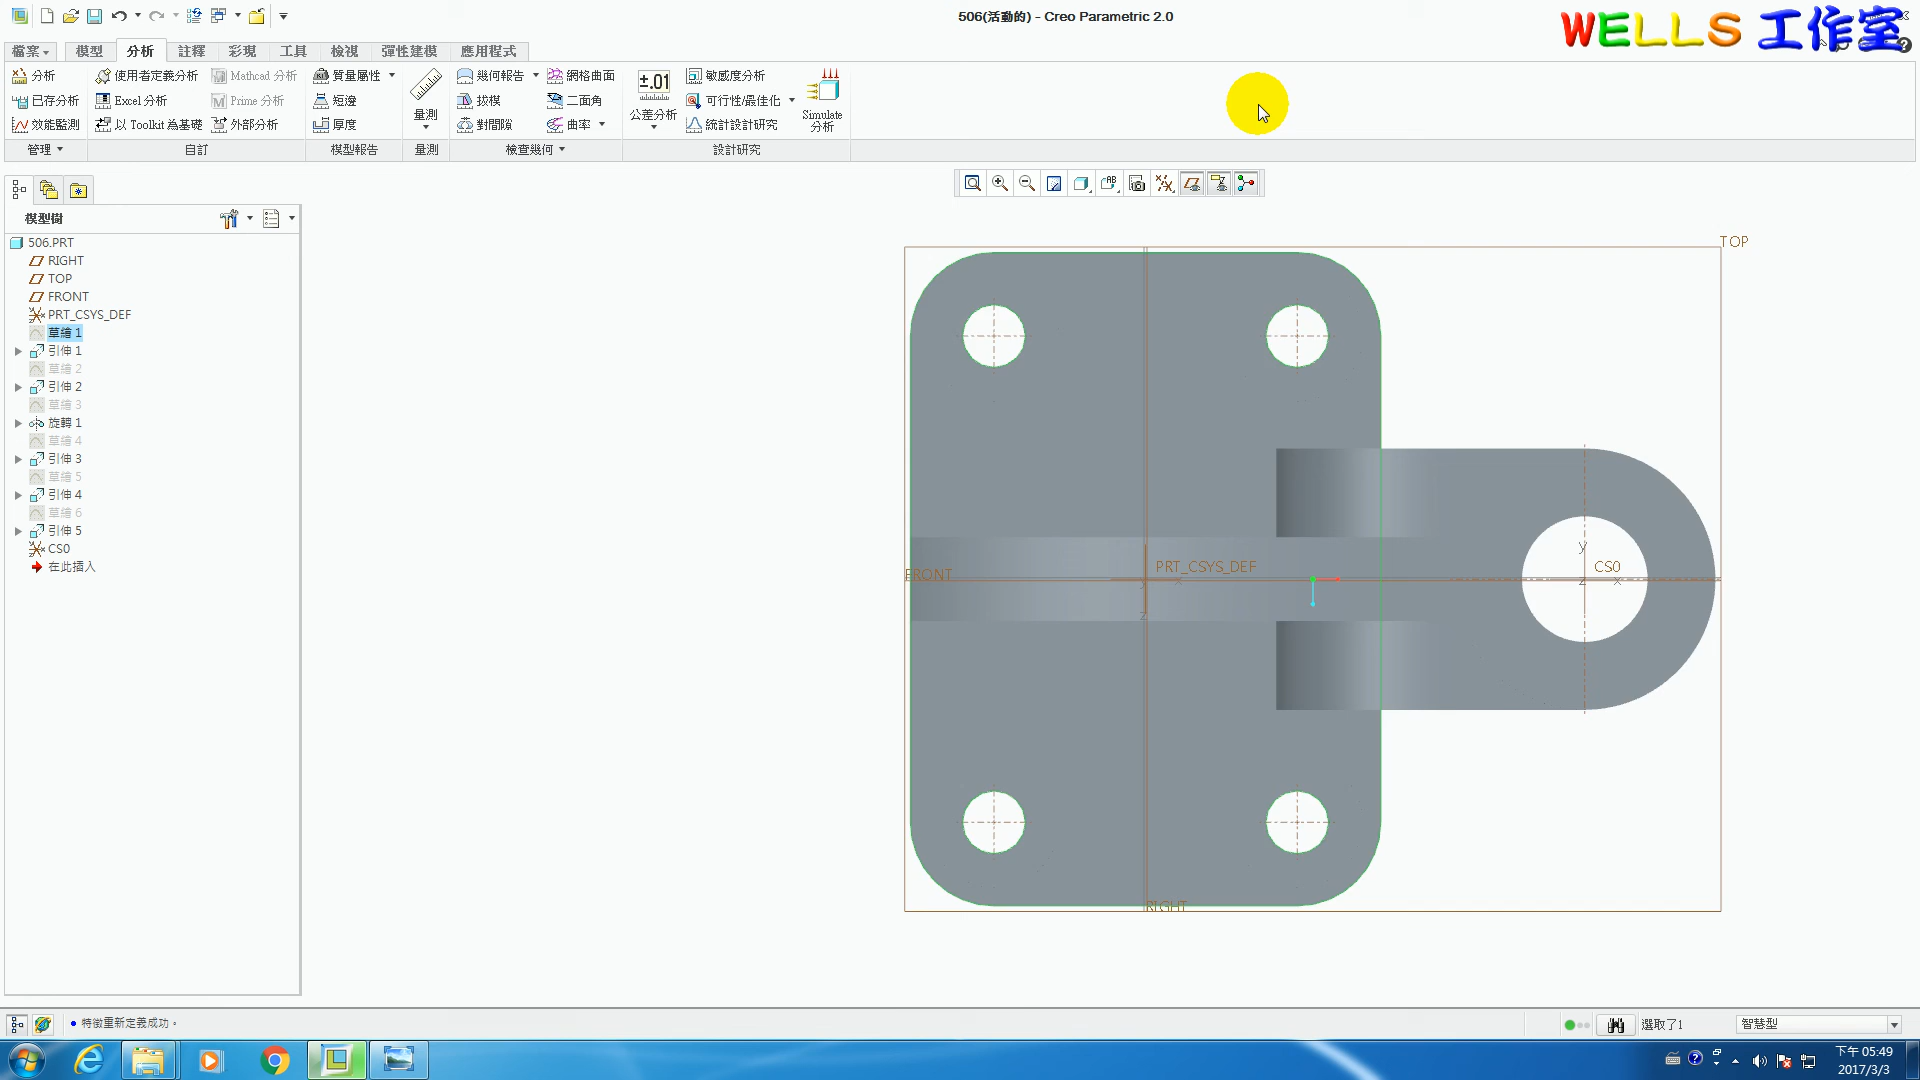 506(活動的) - Creo Parametric 2.0
WELLS 工作室
檔案 模型 分析 註釋 彩現 工具 檢視 彈性建模 應用程式
分析 使用者定義分析 Mathcad 分析 質量屬性 幾何報告 網格曲面 敏感度分析
已存分析 Excel 分析 Prime 分析 短邊 拔模 二面角 可行性/最佳化
效能監測 以 Toolkit 為基礎 外部分析 厚度 量測 對間隙 曲率 ±.01 公差分析 統計設計研究 Simulate
分析
管理 自訂 模型報告 量測 檢查幾何 設計研究
模型樹
506.PRT
RIGHT
TOP
FRONT
PRT_CSYS_DEF
草繪 1
引伸 1
草繪 2
引伸 2
草繪 3
旋轉 1
草繪 4
引伸 3
草繪 5
引伸 4
草繪 6
引伸 5
CS0
在此插入
TOP
FRONT
PRT_CSYS_DEF
x
z
y
CS0
z
x
RIGHT
特徵重新定義成功。
選取了1
智慧型
下午 05:49
2017/3/3